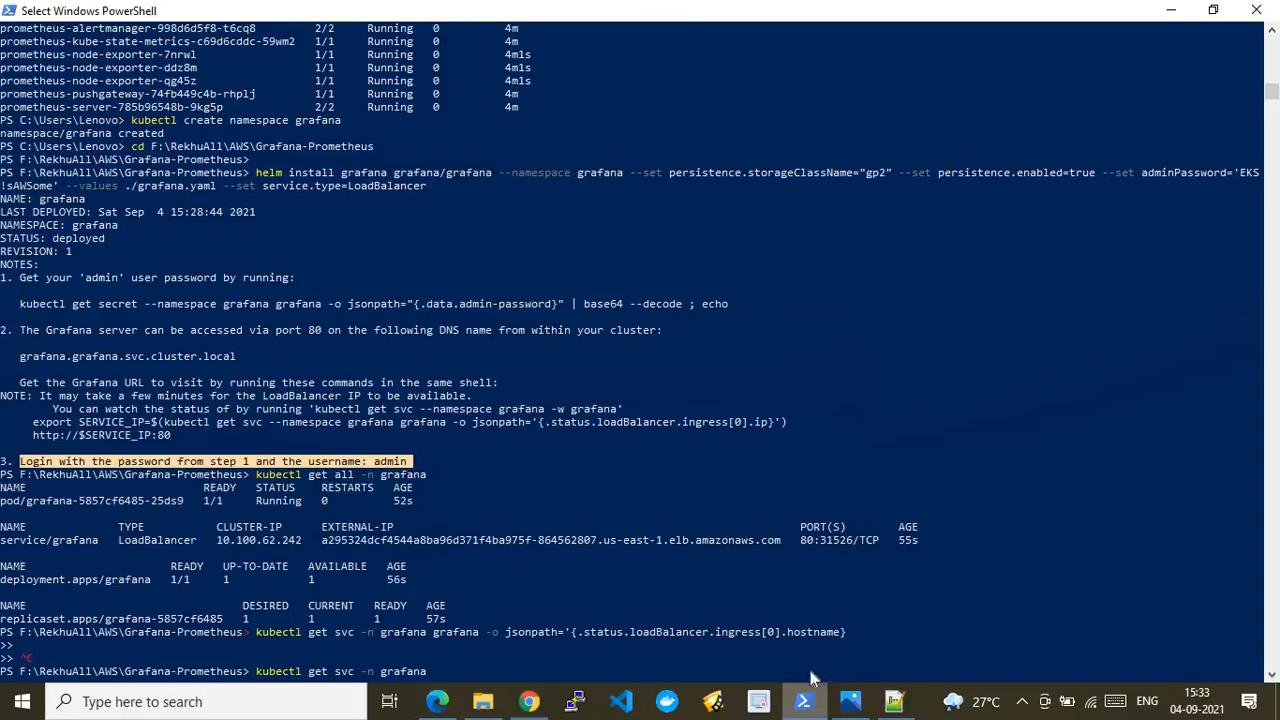 Select Windows PowerShell
prometheus-alertmanager-998d6d5f8-t6cq8 2/2 Running 0 4m
prometheus-kube-state-metrics-c69d6cddc-59wm2 1/1 Running 0 4m
prometheus-node-exporter-7nrwl 1/1 Running 0 4m1s
prometheus-node-exporter-ddz8m 1/1 Running 0 4m1s
prometheus-node-exporter-qg45z 1/1 Running 0 4m1s
prometheus-pushgateway-74fb449c4b-rhplj 1/1 Running 0 4m
prometheus-server-785b96548b-9kg5p 2/2 Running 0 4m
PS C:\Users\Lenovo> kubectl create namespace grafana
namespace/grafana created
PS C:\Users\Lenovo> cd F:\RekhuAll\AWS\Grafana-Prometheus
PS F:\RekhuAll\AWS\Grafana-Prometheus>
PS F:\RekhuAll\AWS\Grafana-Prometheus> helm install grafana grafana/grafana --namespace grafana --set persistence.storageClassName="gp2" --set persistence.enabled=true --set adminPassword='EKS
!sAWSome' --values ./grafana.yaml --set service.type=LoadBalancer
NAME: grafana
LAST DEPLOYED: Sat Sep  4 15:28:44 2021
NAMESPACE: grafana
STATUS: deployed
REVISION: 1
NOTES:
1. Get your 'admin' user password by running:
kubectl get secret --namespace grafana grafana -o jsonpath="{.data.admin-password}" | base64 --decode ; echo
2. The Grafana server can be accessed via port 80 on the following DNS name from within your cluster:
grafana.grafana.svc.cluster.local
Get the Grafana URL to visit by running these commands in the same shell:
NOTE: It may take a few minutes for the LoadBalancer IP to be available.
You can watch the status of by running 'kubectl get svc --namespace grafana -w grafana'
export SERVICE_IP=$(kubectl get svc --namespace grafana grafana -o jsonpath='{.status.loadBalancer.ingress[0].ip}')
http://$SERVICE_IP:80
3. Login with the password from step 1 and the username: admin
PS F:\RekhuAll\AWS\Grafana-Prometheus> kubectl get all -n grafana
NAME READY STATUS RESTARTS AGE
pod/grafana-5857cf6485-25ds9 1/1 Running 0 52s
NAME TYPE CLUSTER-IP EXTERNAL-IP PORT(S) AGE
service/grafana LoadBalancer 10.100.62.242 a295324dcf4544a8ba96d371f4ba975f-864562807.us-east-1.elb.amazonaws.com 80:31526/TCP 55s
NAME READY UP-TO-DATE AVAILABLE AGE
deployment.apps/grafana 1/1 1 1 56s
NAME DESIRED CURRENT READY AGE
replicaset.apps/grafana-5857cf6485 1 1 1 57s
PS F:\RekhuAll\AWS\Grafana-Prometheus> kubectl get svc -n grafana grafana -o jsonpath='{.status.loadBalancer.ingress[0].hostname}
>>
>> ^C
PS F:\RekhuAll\AWS\Grafana-Prometheus> kubectl get svc -n grafana
Type here to search
27°C
ENG
15:33
04-09-2021